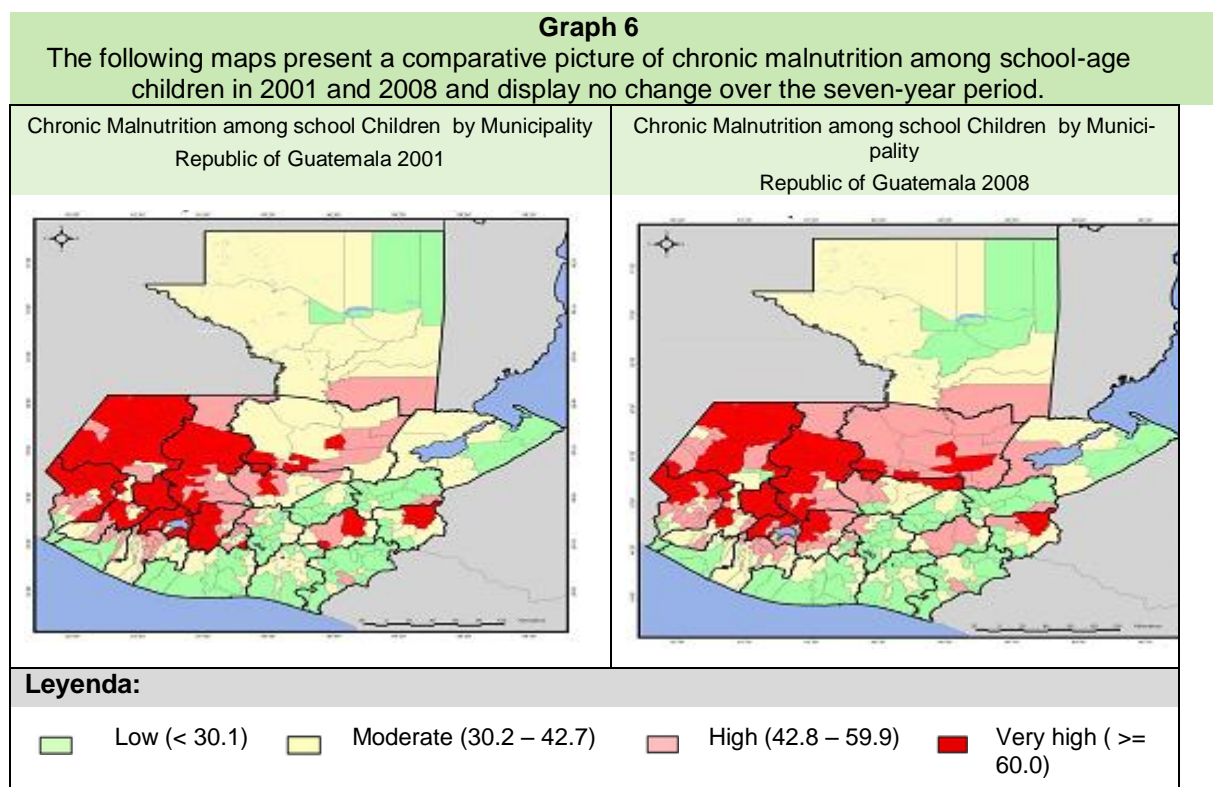 Graph 6
The following maps present a comparative picture of chronic malnutrition among school-age
children in 2001 and 2008 and display no change over the seven-year period.
Chronic Malnutrition among school Children by Municipality
Republic of Guatemala 2001
Chronic Malnutrition among school Children by Munici-
pality
Republic of Guatemala 2008
Leyenda:
Low (< 30.1)
Moderate (30.2 – 42.7)
High (42.8 – 59.9)
Very high ( >=
60.0)